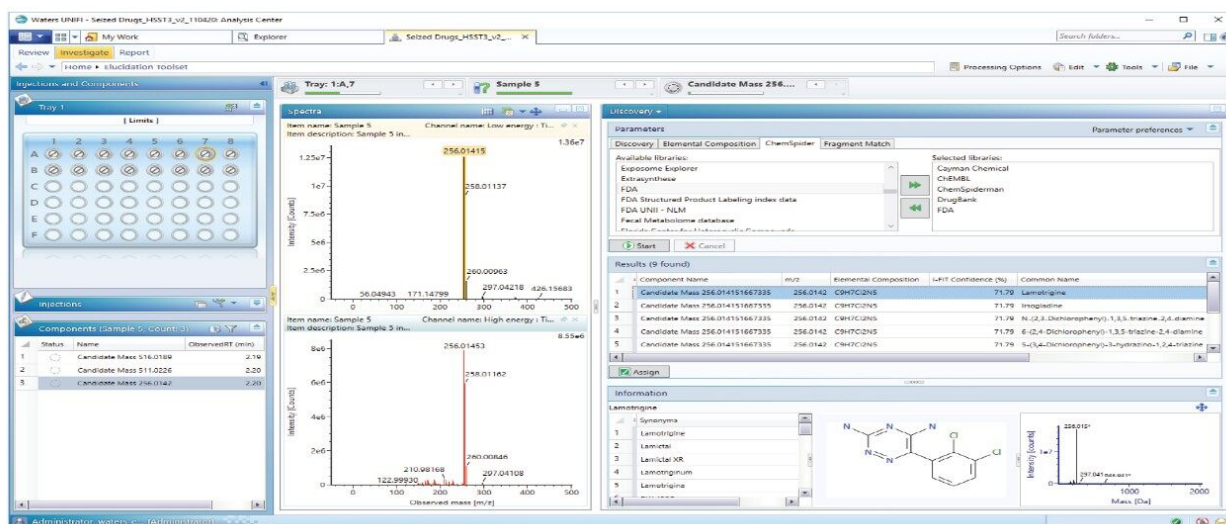 Waters UNIFI - Seized Drugs_HSST3_v2_110420: Analysis Center
My Work
Explorer
Seized Drugs_HSST3_v2_...
Search folders...
Review Investigate Report
Home Elucidation Toolset
Processing Options Edit Tools File
Injections and Components
Tray: 1:A,7
Sample 5
Candidate Mass 256....
Tray 1
[ Limits ]
1 2 3 4 5 6 7 8
A
B
C
D
E
F
Injections
Components (Sample 5, Count: 3)
Status Name ObservedRT (min)
1 Candidate Mass 516.0189 2.19
2 Candidate Mass 511.0226 2.20
3 Candidate Mass 256.0142 2.20
Spectra
Item name: Sample 5 Channel name: Low energy : Ti...
Item description: Sample 5 in...
1.36e7
256.01415
1.25e7
258.01137
1e7
7.5e6
5e6
2.5e6
260.00963
297.04218
426.15683
56.04943
171.14799
0
Intensity [Counts]
0 100 200 300 400 500
Item name: Sample 5 Channel name: High energy : Ti...
Item description: Sample 5 in...
8.55e6
256.01453
8e6
258.01162
6e6
4e6
2e6
260.00846
210.98168
297.04108
122.99930
0
Intensity [Counts]
0 100 200 300 400 500
Observed mass [m/z]
Discovery
Parameters
Parameter preferences
Discovery Elemental Composition ChemSpider Fragment Match
Available libraries:
Exposome Explorer
Extrasynthese
FDA
FDA Structured Product Labeling index data
FDA UNII - NLM
Fecal Metabolome database
Selected libraries:
Cayman Chemical
ChEMBL
ChemSpiderman
DrugBank
FDA
Start Cancel
Results (9 found)
Component Name m/z Elemental Composition i-FIT Confidence (%) Common Name
1 Candidate Mass 256.014151667335 256.0142 C9H7Cl2N5 71.79 Lamotrigine
2 Candidate Mass 256.014151667335 256.0142 C9H7Cl2N5 71.79 Irsogladine
3 Candidate Mass 256.014151667335 256.0142 C9H7Cl2N5 71.79 N-(2,3-Dichlorophenyl)-1,3,5-triazine-2,4-diamine
4 Candidate Mass 256.014151667335 256.0142 C9H7Cl2N5 71.79 6-(2,4-Dichlorophenyl)-1,3,5-triazine-2,4-diamine
5 Candidate Mass 256.014151667335 256.0142 C9H7Cl2N5 71.79 5-(3,4-Dichlorophenyl)-3-hydrazino-1,2,4-triazine
Assign
Information
Lamotrigine
Synonyms
1 Lamotrigine
2 Lamictal
3 Lamictal XR
4 Lamotriginum
5 Lamotrigina
N N
N N
N
Cl
Cl
Intensity [counts]
1e7
0
1000 2000
Mass [Da]